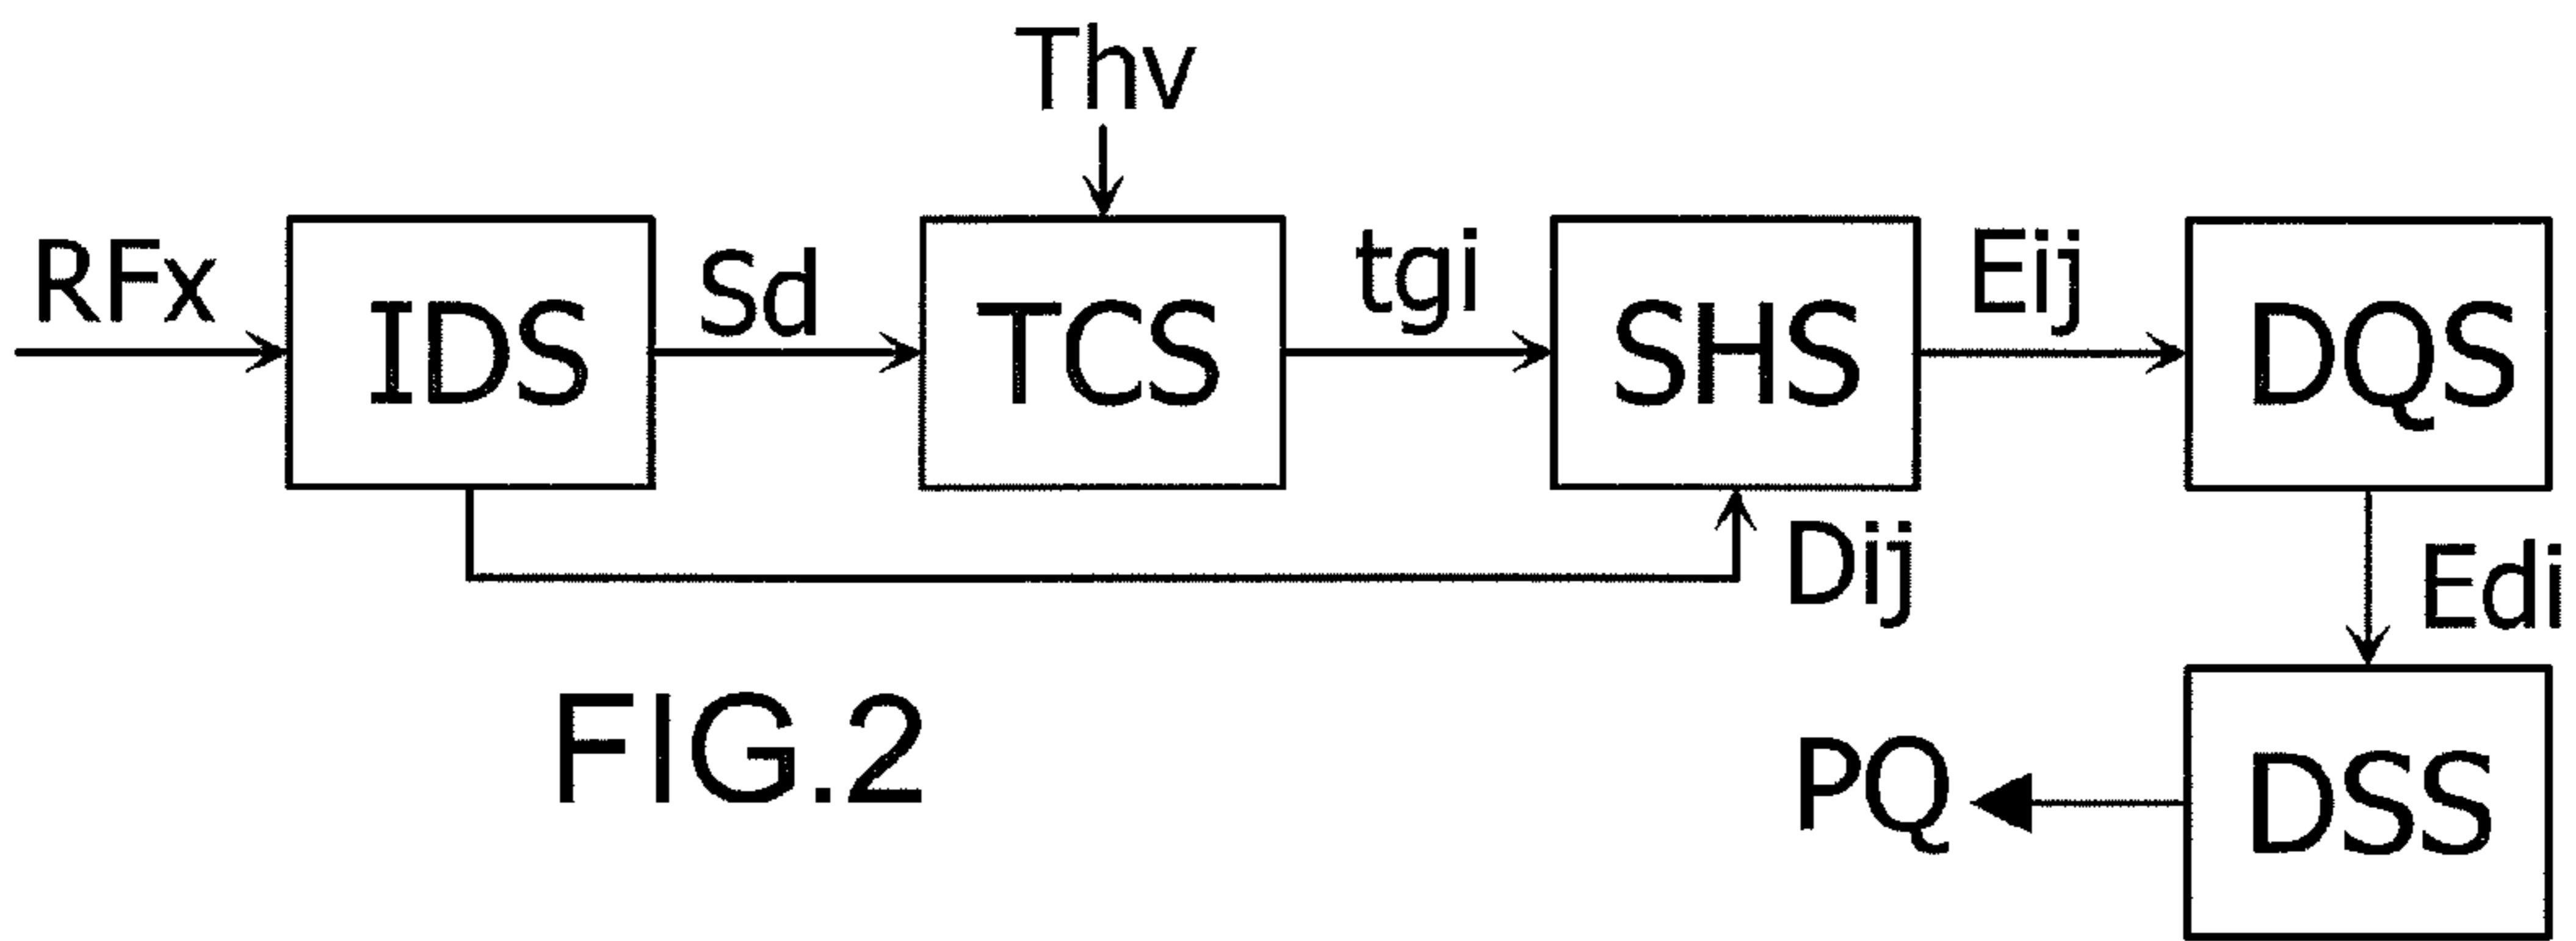 Thv
RFx
IDS
Sd
TCS
tgi
SHS
Eij
DQS
Dij
Edi
FIG.2
PQ
DSS